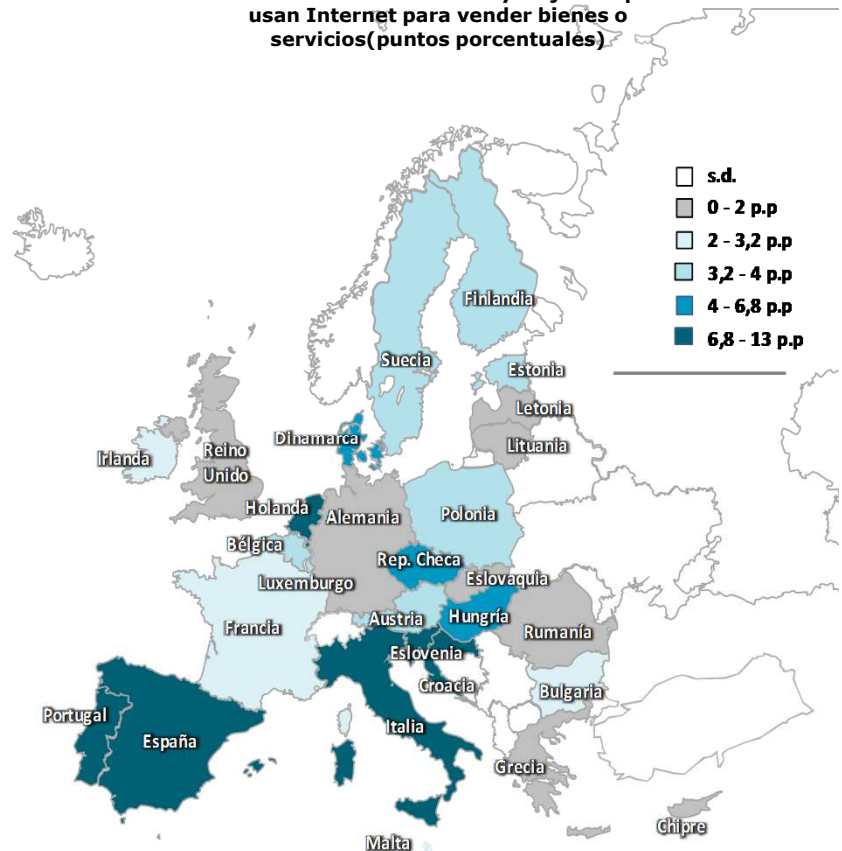 usan Internet para vender bienes o
servicios(puntos porcentuales)
s.d.
0 - 2 p.p
2 - 3,2 p.p
3,2 - 4 p.p
4 - 6,8 p.p
6,8 - 13 p.p
Finlandia
Suecia
Estonia
Letonia
Lituania
Dinamarca
Irlanda
Reino
Unido
Holanda
Alemania
Polonia
Bélgica
Rep. Checa
Luxemburgo
Eslovaquia
Austria
Hungría
Francia
Rumanía
Eslovenia
Croacia
Bulgaria
Portugal
España
Italia
Grecia
Chipre
Malta